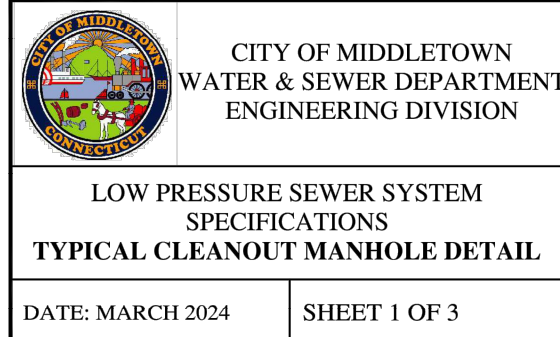 CITY OF MIDDLETOWN
CONNECTICUT
CITY OF MIDDLETOWN
WATER & SEWER DEPARTMENT
ENGINEERING DIVISION
LOW PRESSURE SEWER SYSTEM
SPECIFICATIONS
TYPICAL CLEANOUT MANHOLE DETAIL
DATE: MARCH 2024
SHEET 1 OF 3